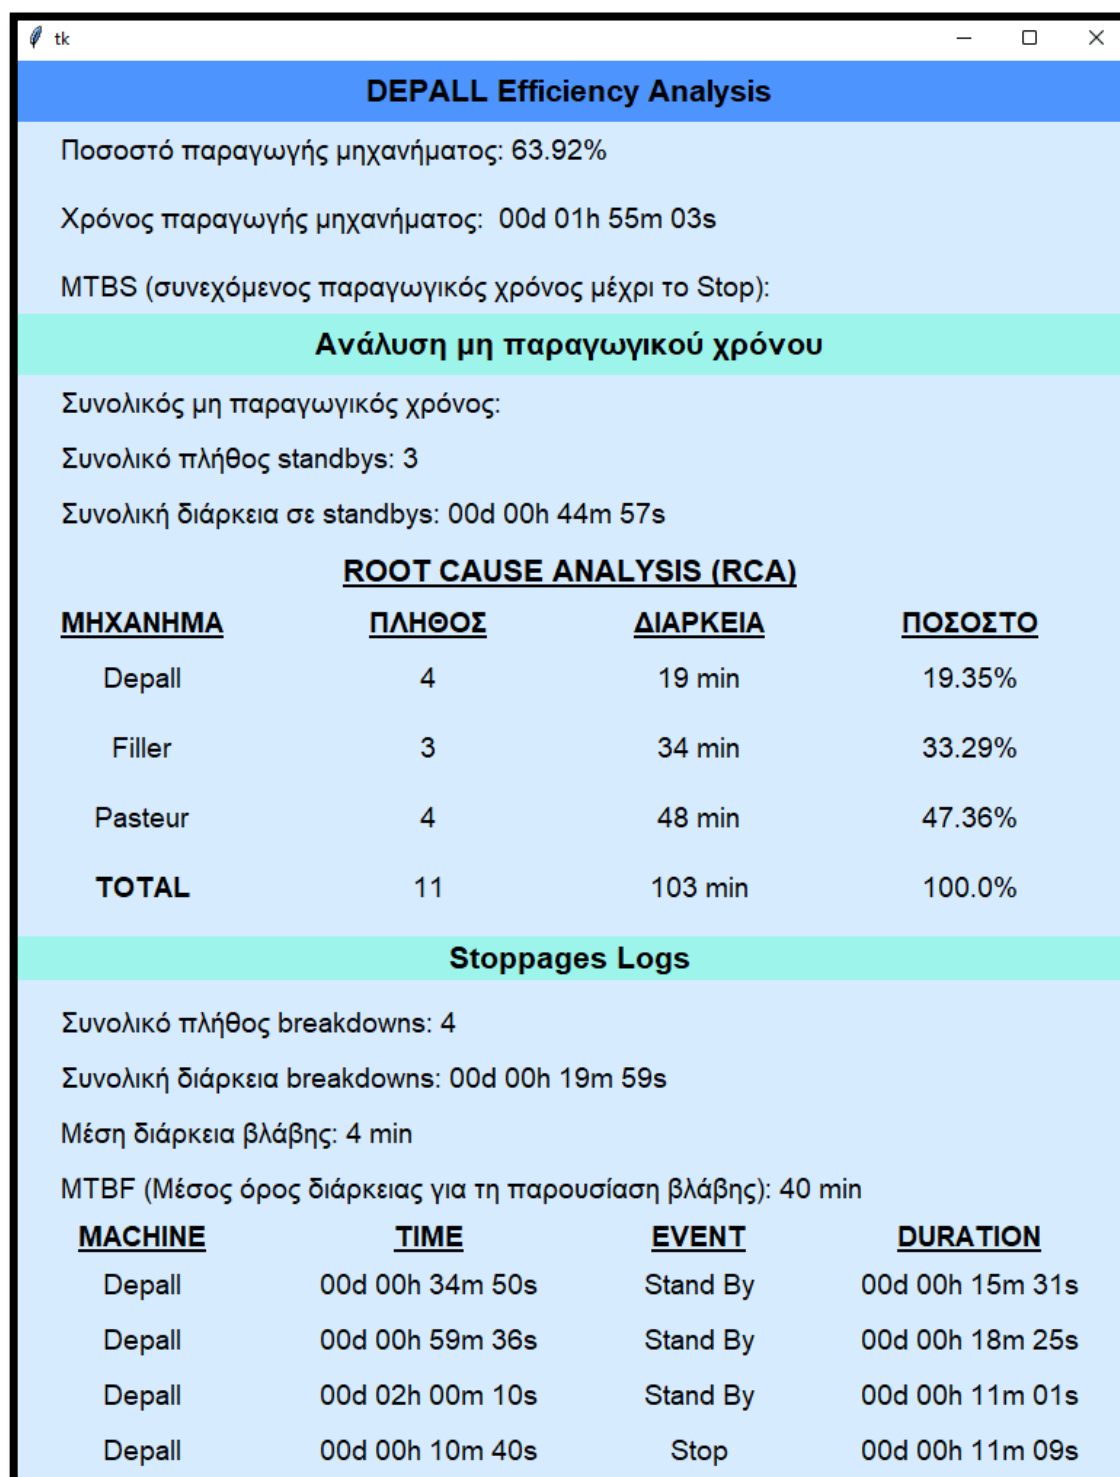 tk
DEPALL Efficiency Analysis
Ποσοστό παραγωγής μηχανήματος: 63.92%
Χρόνος παραγωγής μηχανήματος: 00d 01h 55m 03s
MTBS (συνεχόμενος παραγωγικός χρόνος μέχρι το Stop):
Ανάλυση μη παραγωγικού χρόνου
Συνολικός μη παραγωγικός χρόνος:
Συνολικό πλήθος standbys: 3
Συνολική διάρκεια σε standbys: 00d 00h 44m 57s
ROOT CAUSE ANALYSIS (RCA)
ΜΗΧΑΝΗΜΑ ΠΛΗΘΟΣ ΔΙΑΡΚΕΙΑ ΠΟΣΟΣΤΟ
Depall 4 19 min 19.35%
Filler 3 34 min 33.29%
Pasteur 4 48 min 47.36%
TOTAL 11 103 min 100.0%
Stoppages Logs
Συνολικό πλήθος breakdowns: 4
Συνολική διάρκεια breakdowns: 00d 00h 19m 59s
Μέση διάρκεια βλάβης: 4 min
MTBF (Μέσος όρος διάρκειας για τη παρουσίαση βλάβης): 40 min
MACHINE TIME EVENT DURATION
Depall 00d 00h 34m 50s Stand By 00d 00h 15m 31s
Depall 00d 00h 59m 36s Stand By 00d 00h 18m 25s
Depall 00d 02h 00m 10s Stand By 00d 00h 11m 01s
Depall 00d 00h 10m 40s Stop 00d 00h 11m 09s